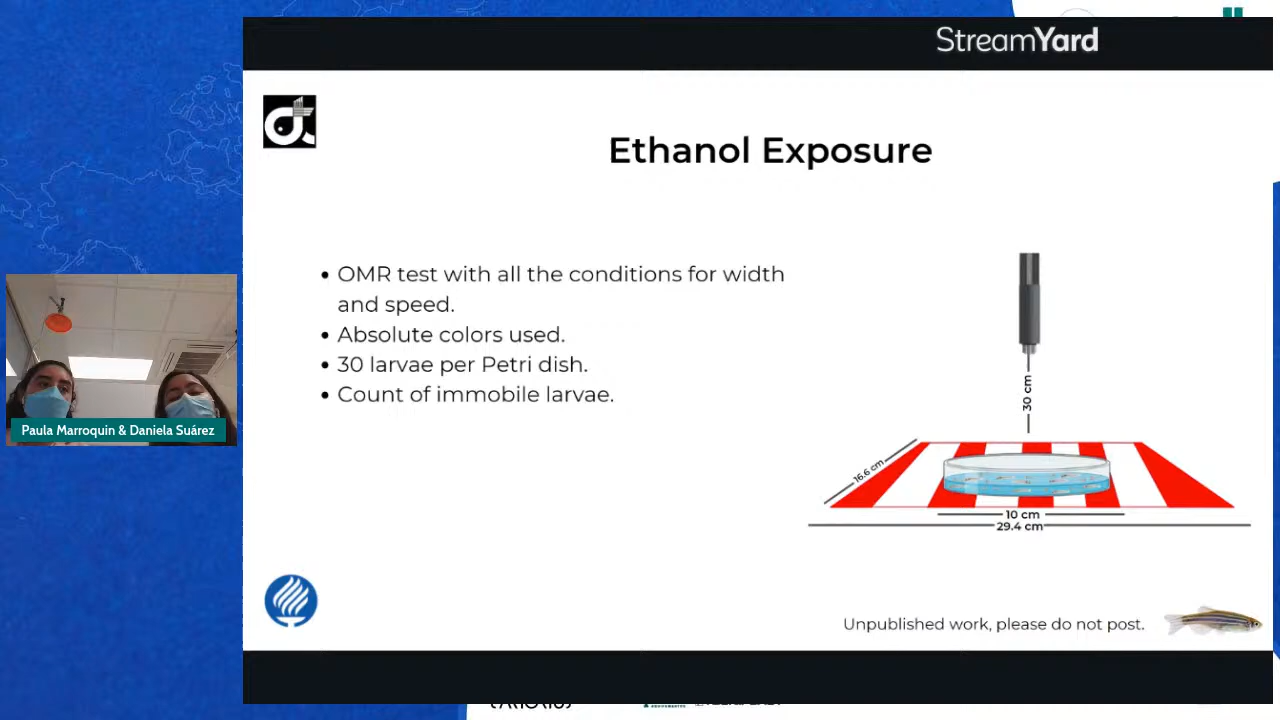 StreamYard
Ethanol Exposure
• OMR test with all the conditions for width
and speed.
• Absolute colors used.
• 30 larvae per Petri dish.
• Count of immobile larvae.
30 cm
16.6 cm
10 cm
29.4 cm
Paula Marroquin & Daniela Suárez
Unpublished work, please do not post.